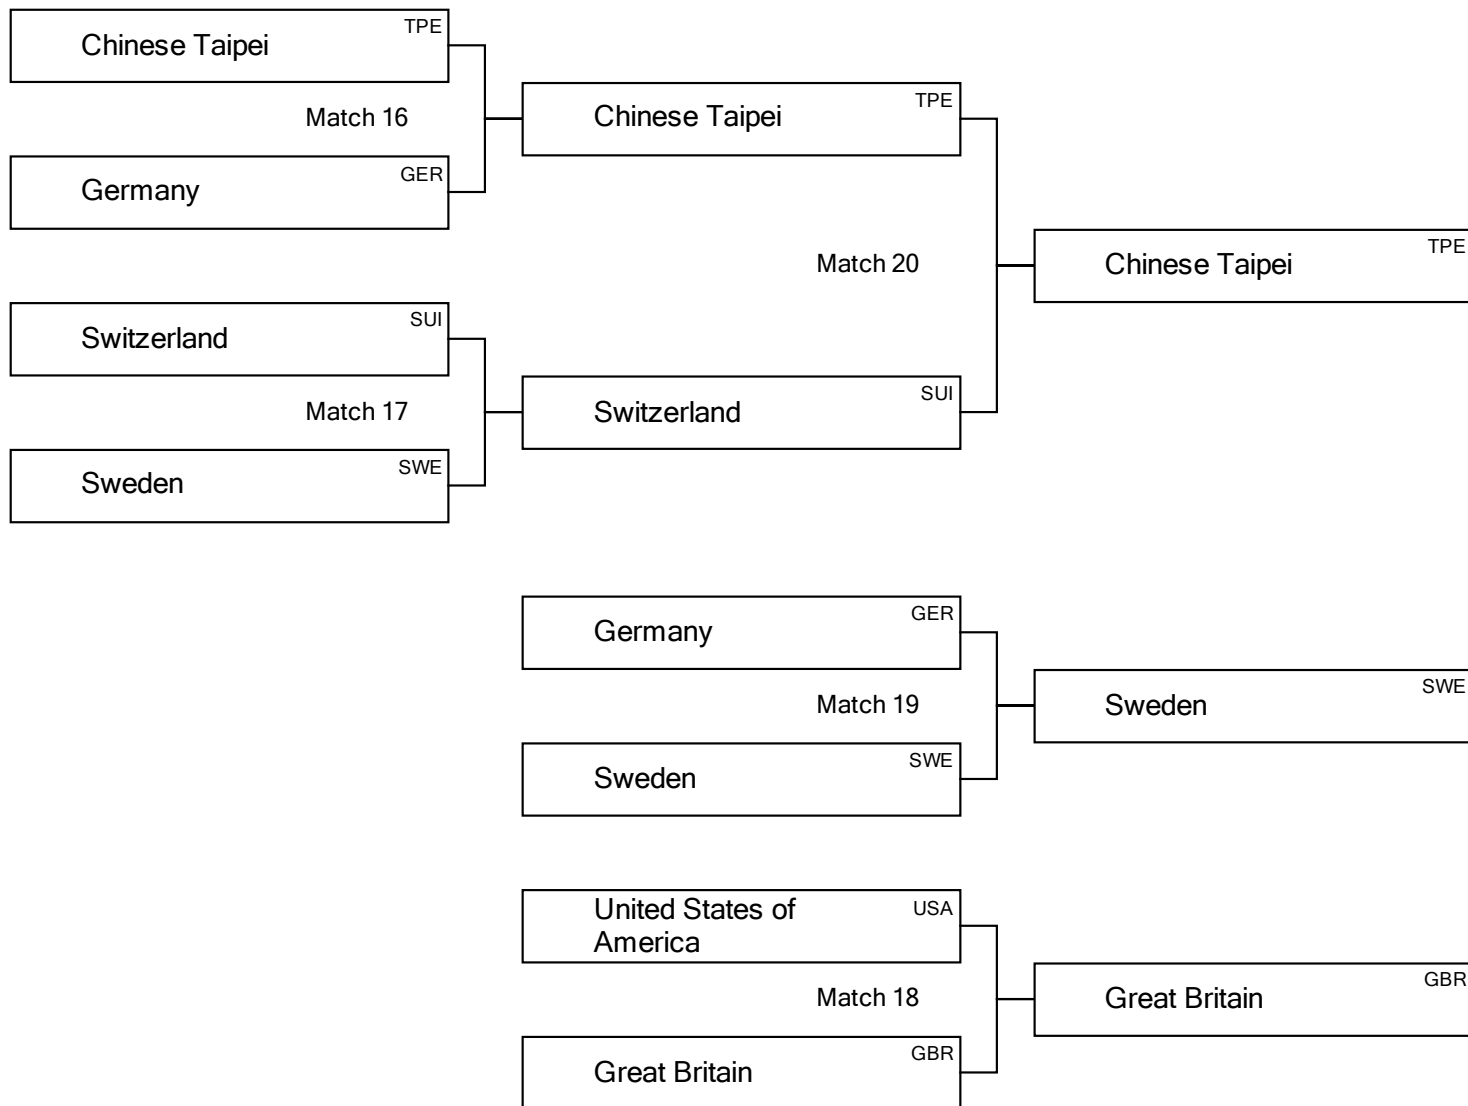 Chinese Taipei TPE
Match 16
Chinese Taipei TPE
Germany GER
Match 20
Chinese Taipei TPE
Switzerland SUI
Match 17
Switzerland SUI
Sweden SWE
Germany GER
Match 19
Sweden SWE
Sweden SWE
United States of USA
America
Match 18
Great Britain GBR
Great Britain GBR